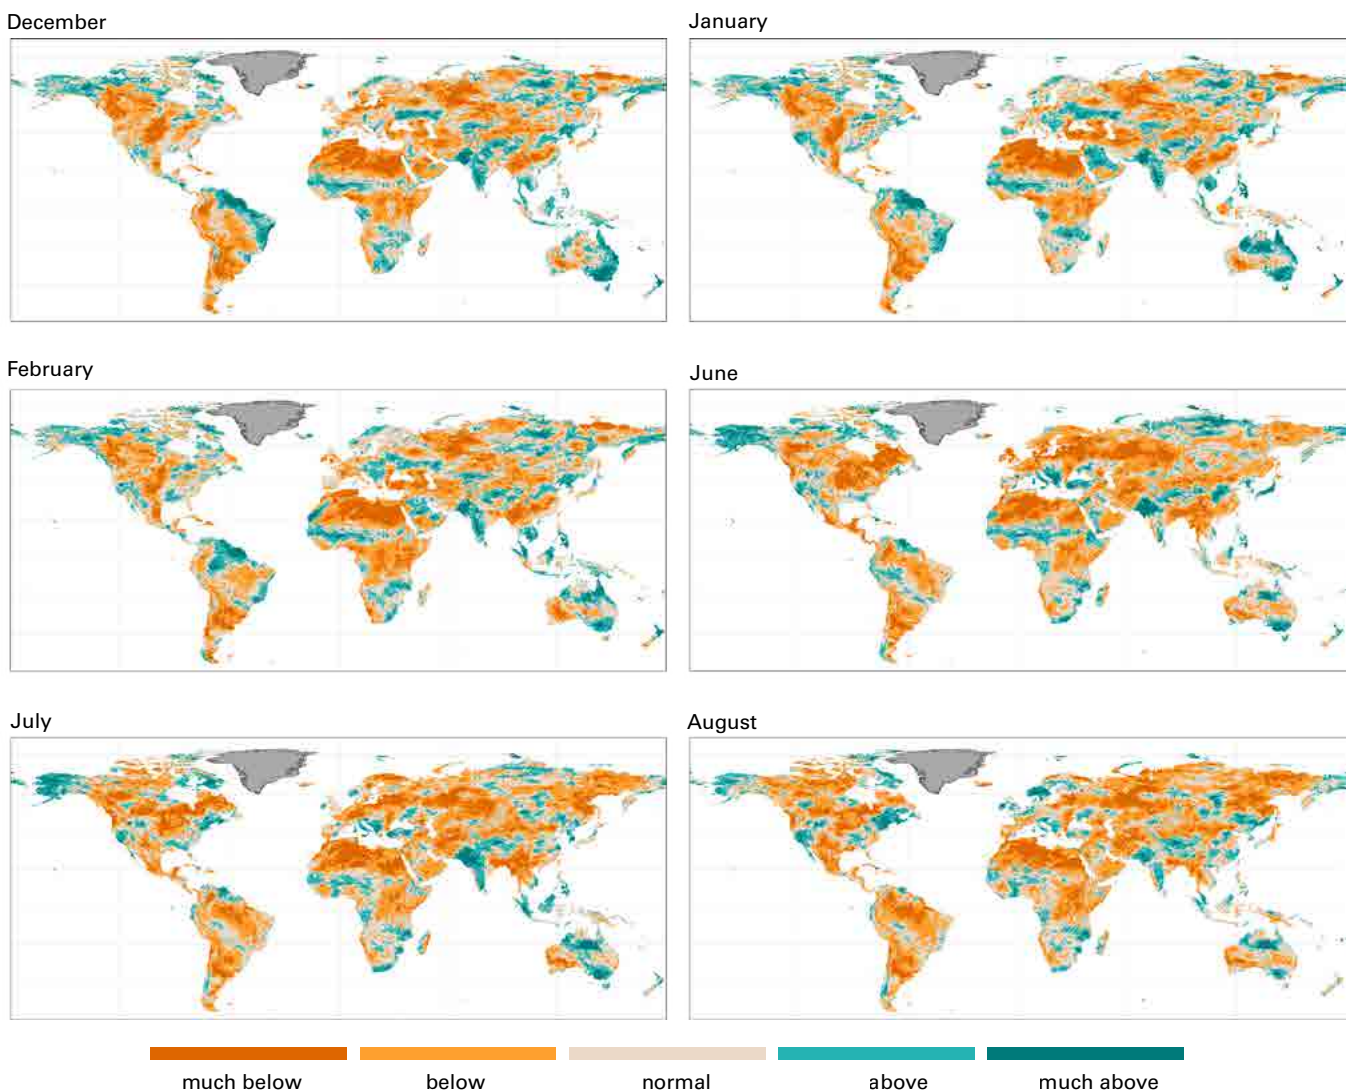 December
January
February
June
July
August
much below
below
normal
above
much above